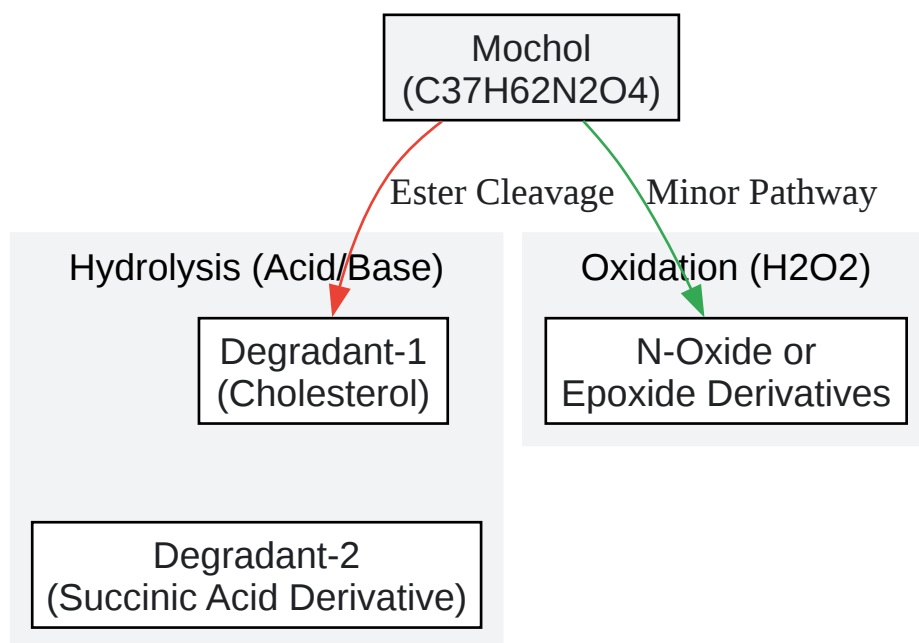 Mochol
(C37H62N2O4)
Ester Cleavage
Minor Pathway
Hydrolysis (Acid/Base)
Oxidation (H2O2)
Degradant-1
(Cholesterol)
N-Oxide or
Epoxide Derivatives
Degradant-2
(Succinic Acid Derivative)